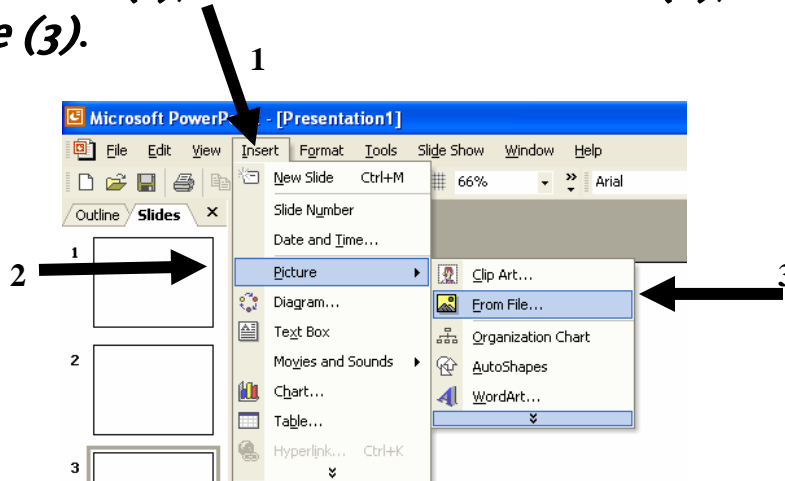 e (3).
1
Microsoft PowerP - [Presentation1]
File Edit View Insert Format Tools Slide Show Window Help
66% Arial
Outline Slides
New Slide Ctrl+M
Slide Number
Date and Time...
1
2
Picture
Clip Art...
Diagram...
From File...
3
Text Box
Organization Chart
2
Movies and Sounds
AutoShapes
Chart...
WordArt...
Table...
Hyperlink... Ctrl+K
3